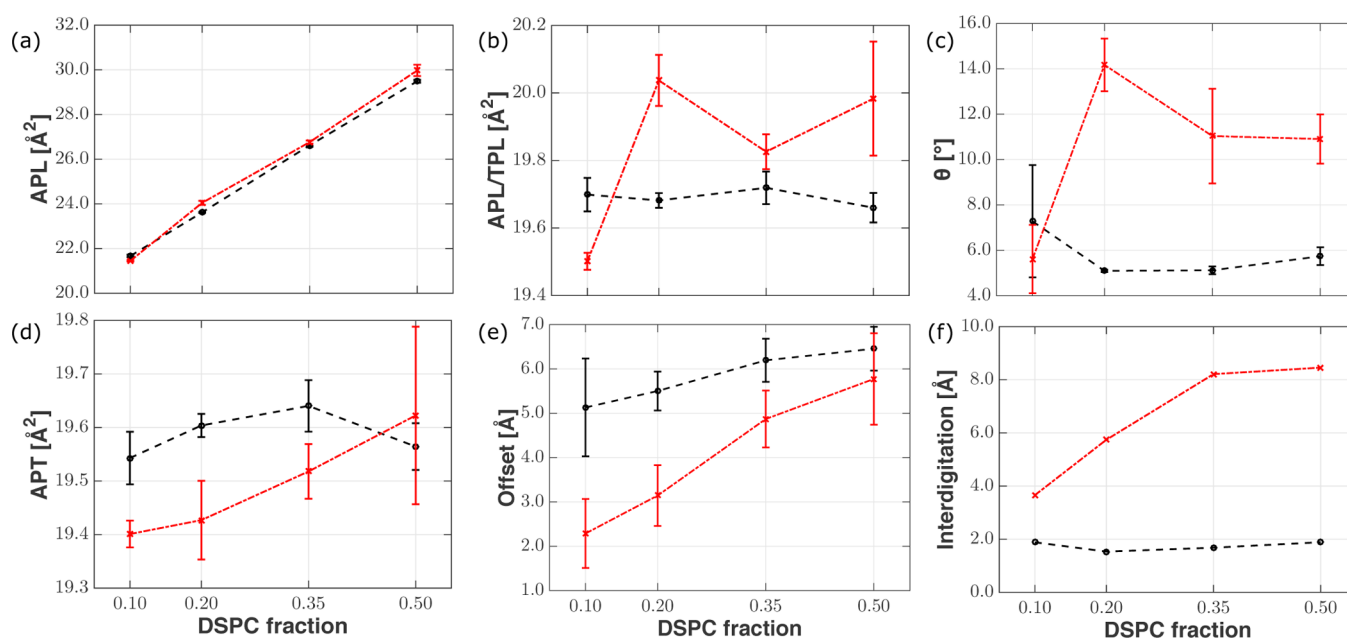 (a)
APL [Å²]
32.0
30.0
28.0
26.0
24.0
22.0
20.0
(b)
APL/TPL [Å²]
20.2
20.0
19.8
19.6
19.4
(c)
θ [°]
16.0
14.0
12.0
10.0
8.0
6.0
4.0
(d)
APT [Å²]
19.8
19.7
19.6
19.5
19.4
19.3
0.10 0.20 0.35 0.50
DSPC fraction
(e)
Offset [Å]
7.0
6.0
5.0
4.0
3.0
2.0
1.0
0.10 0.20 0.35 0.50
DSPC fraction
(f)
Interdigitation [Å]
10.0
8.0
6.0
4.0
2.0
0.0
0.10 0.20 0.35 0.50
DSPC fraction